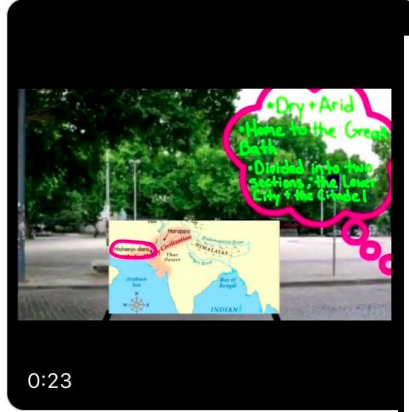 • Dry + Arid
• Home to the Great
Bath
• Divided into two
sections; the Lower
City + the Citadel
Harappa
Mohenjo-daro
Civilization
HIMALAYAS
Thar
Desert
Arabian
Sea
Bay of
Bengal
INDIAN
0:23